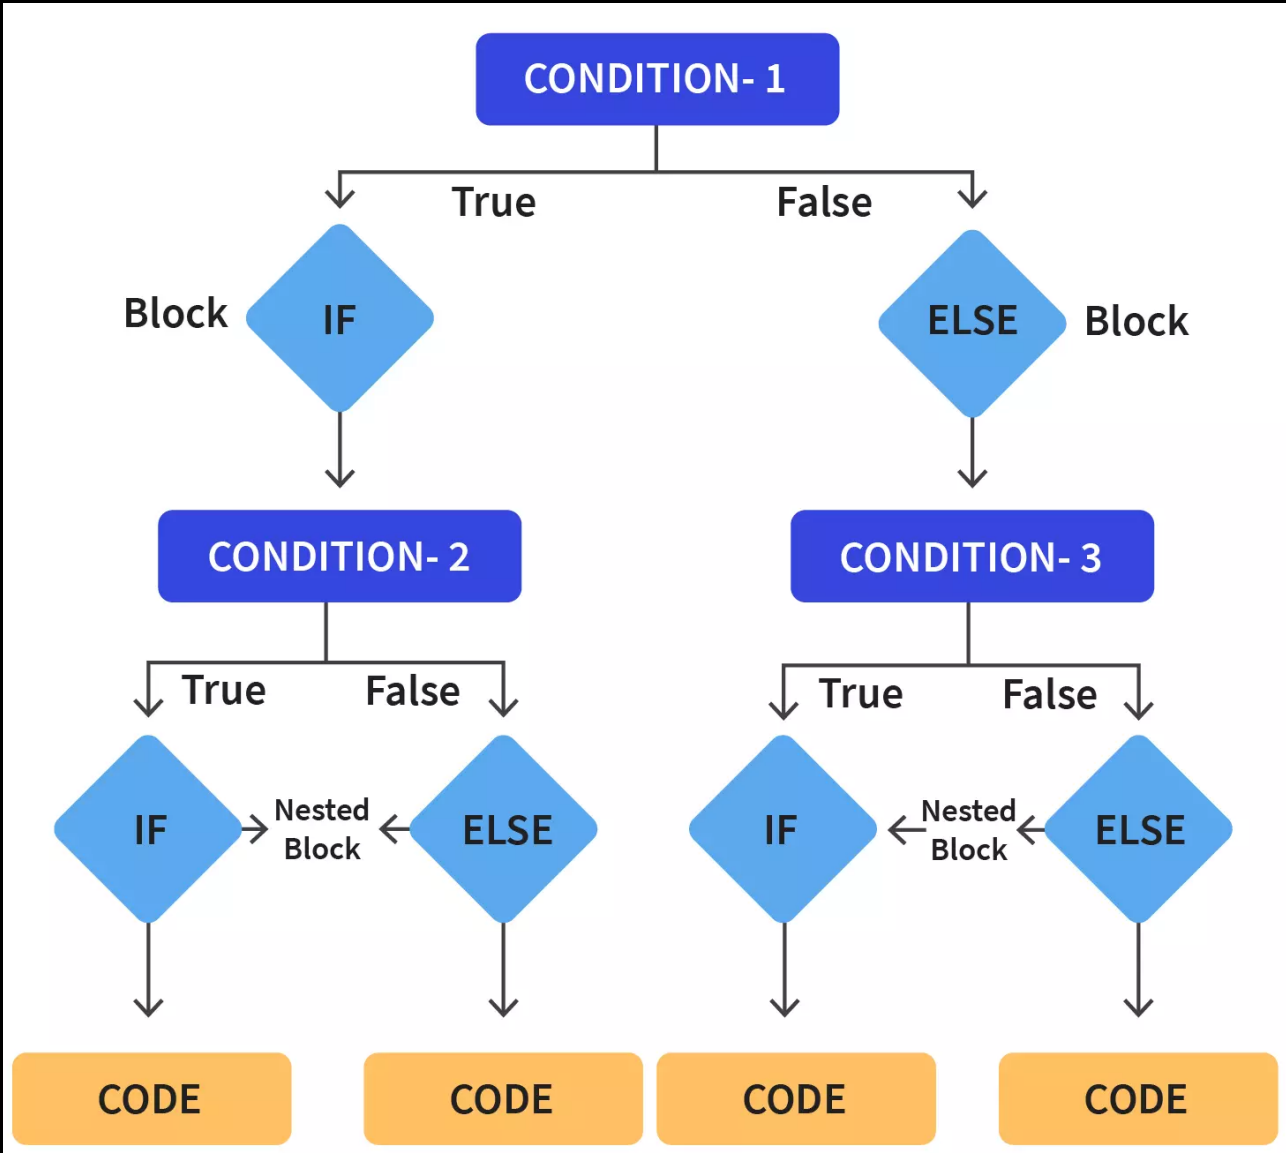 CONDITION- 1
True
False
Block
IF
ELSE
Block
CONDITION- 2
CONDITION- 3
True
False
True
False
IF
Nested
Block
ELSE
IF
Nested
Block
ELSE
CODE
CODE
CODE
CODE